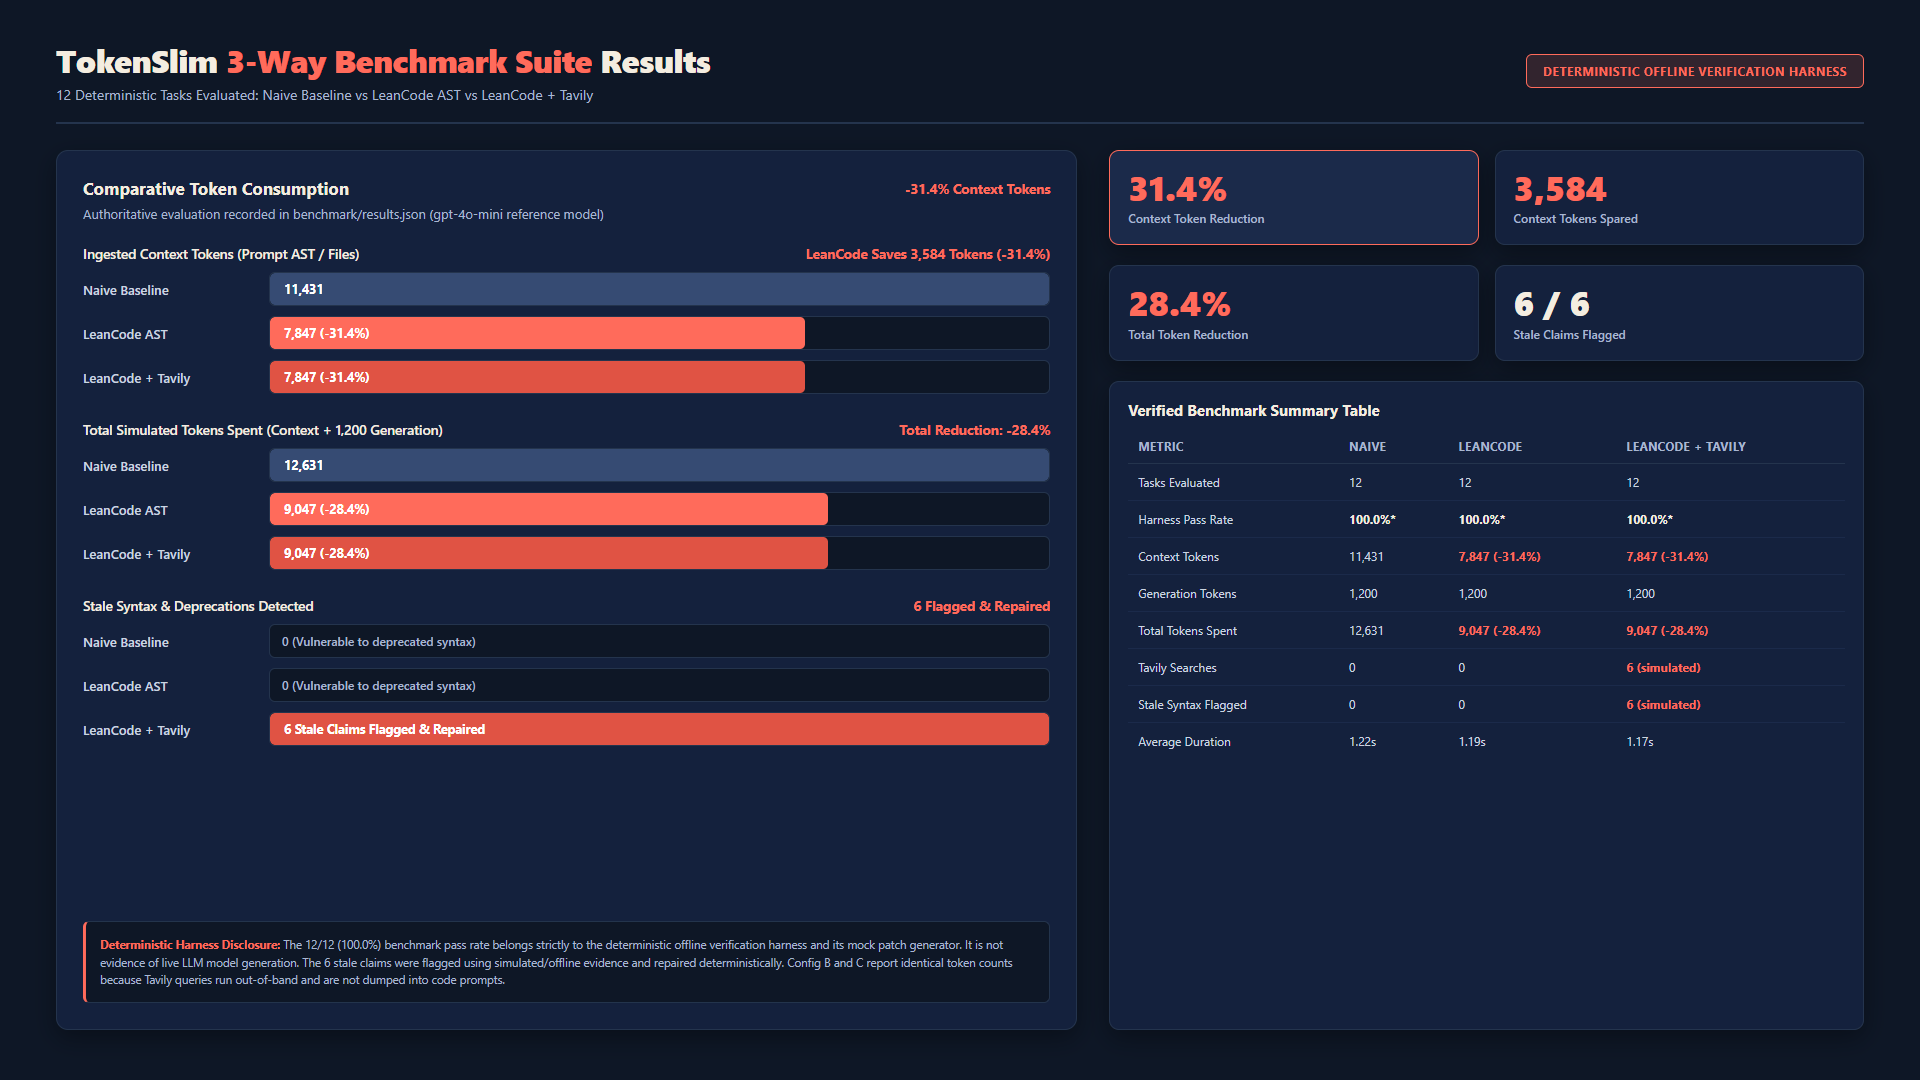 TokenSlim 3-Way Benchmark Suite Results
12 Deterministic Tasks Evaluated: Naive Baseline vs LeanCode AST vs LeanCode + Tavily
DETERMINISTIC OFFLINE VERIFICATION HARNESS
Comparative Token Consumption
-31.4% Context Tokens
Authoritative evaluation recorded in benchmark/results.json (gpt-4o-mini reference model)
Ingested Context Tokens (Prompt AST / Files)
LeanCode Saves 3,584 Tokens (-31.4%)
Naive Baseline
11,431
LeanCode AST
7,847 (-31.4%)
LeanCode + Tavily
7,847 (-31.4%)
Total Simulated Tokens Spent (Context + 1,200 Generation)
Total Reduction: -28.4%
Naive Baseline
12,631
LeanCode AST
9,047 (-28.4%)
LeanCode + Tavily
9,047 (-28.4%)
Stale Syntax & Deprecations Detected
6 Flagged & Repaired
Naive Baseline
0 (Vulnerable to deprecated syntax)
LeanCode AST
0 (Vulnerable to deprecated syntax)
LeanCode + Tavily
6 Stale Claims Flagged & Repaired
Deterministic Harness Disclosure: The 12/12 (100.0%) benchmark pass rate belongs strictly to the deterministic offline verification harness and its mock patch generator. It is not
evidence of live LLM model generation. The 6 stale claims were flagged using simulated/offline evidence and repaired deterministically. Config B and C report identical token counts
because Tavily queries run out-of-band and are not dumped into code prompts.
31.4%
Context Token Reduction
3,584
Context Tokens Spared
28.4%
Total Token Reduction
6 / 6
Stale Claims Flagged
Verified Benchmark Summary Table
METRIC NAIVE LEANCODE LEANCODE + TAVILY
Tasks Evaluated 12 12 12
Harness Pass Rate 100.0%* 100.0%* 100.0%*
Context Tokens 11,431 7,847 (-31.4%) 7,847 (-31.4%)
Generation Tokens 1,200 1,200 1,200
Total Tokens Spent 12,631 9,047 (-28.4%) 9,047 (-28.4%)
Tavily Searches 0 0 6 (simulated)
Stale Syntax Flagged 0 0 6 (simulated)
Average Duration 1.22s 1.19s 1.17s